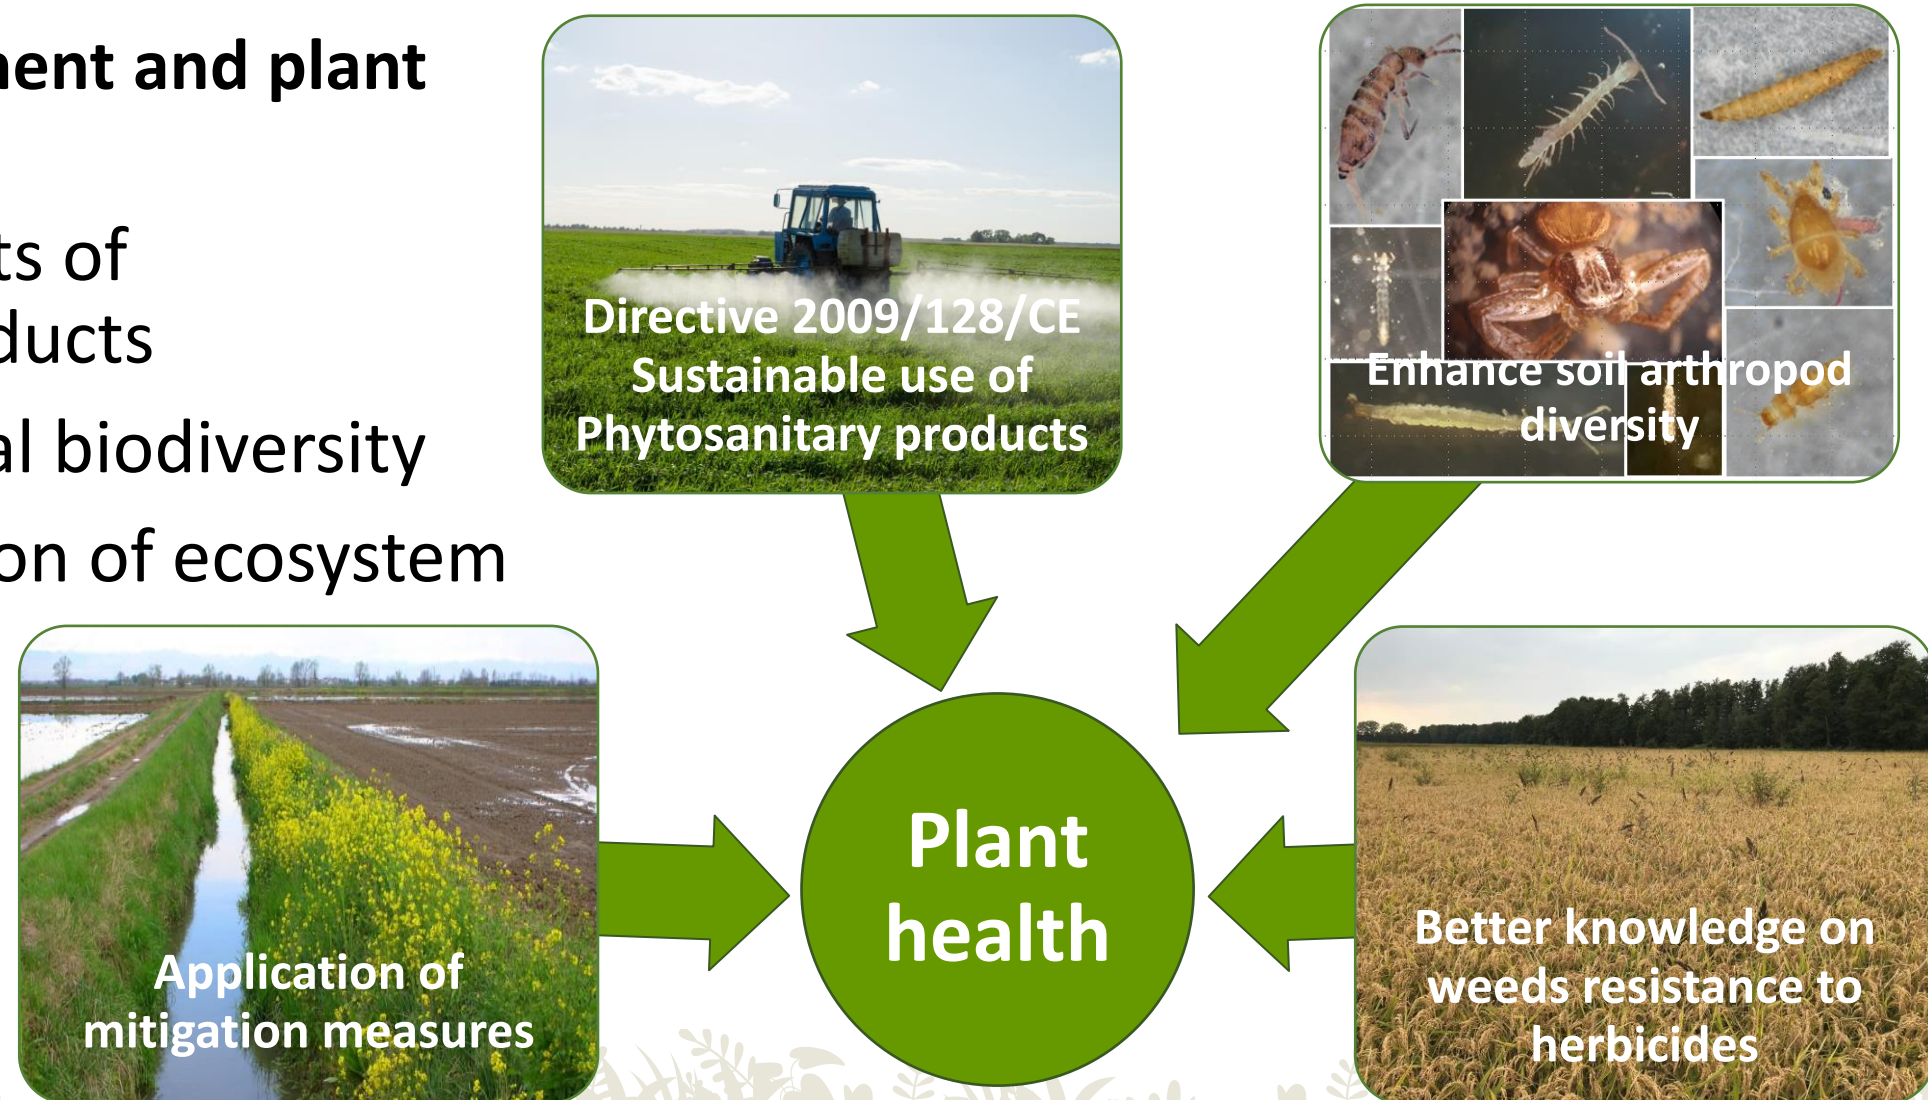 ment and plant
ts of
ducts
al biodiversity
on of ecosystem
Directive 2009/128/CE
Sustainable use of
Phytosanitary products
Enhance soil arthropod
diversity
Application of
mitigation measures
Plant
health
Better knowledge on
weeds resistance to
herbicides